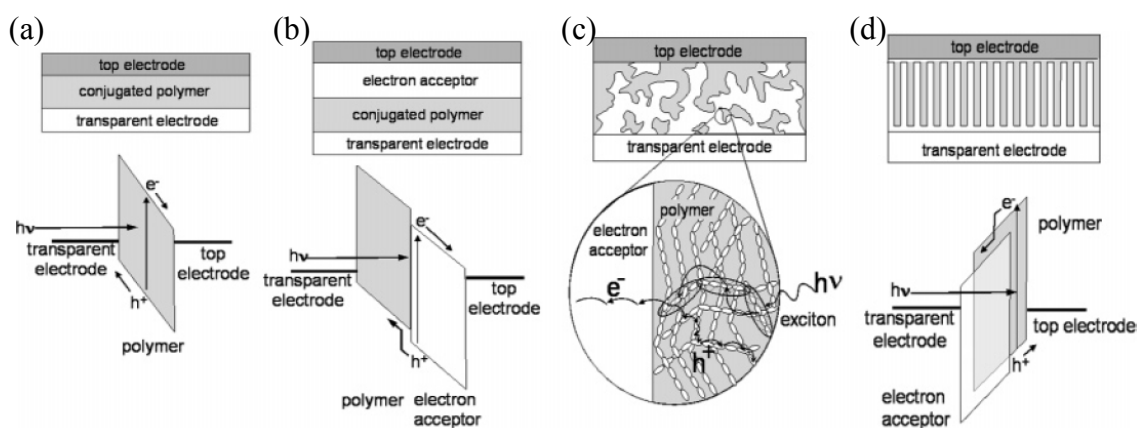 (a)
top electrode
conjugated polymer
transparent electrode
e-
hν
transparent
electrode
top
electrode
h+
polymer
(b)
top electrode
electron acceptor
conjugated polymer
transparent electrode
e-
hν
transparent
electrode
top
electrode
h+
polymer
electron
acceptor
(c)
top electrode
transparent electrode
polymer
electron
acceptor
e-
hν
exciton
h+
(d)
top electrode
transparent electrode
e-
polymer
hν
transparent
electrode
top electrodes
h+
electron
acceptor